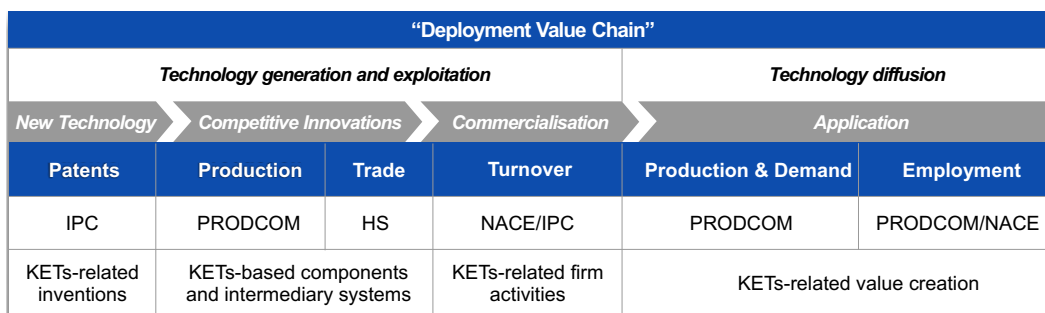 “Deployment Value Chain”
Technology generation and exploitation Technology diffusion
New Technology Competitive Innovations Commercialisation Application
Patents Production Trade Turnover Production & Demand Employment
IPC PRODCOM HS NACE/IPC PRODCOM PRODCOM/NACE
KETs-related inventions KETs-based components and intermediary systems KETs-related firm activities KETs-related value creation